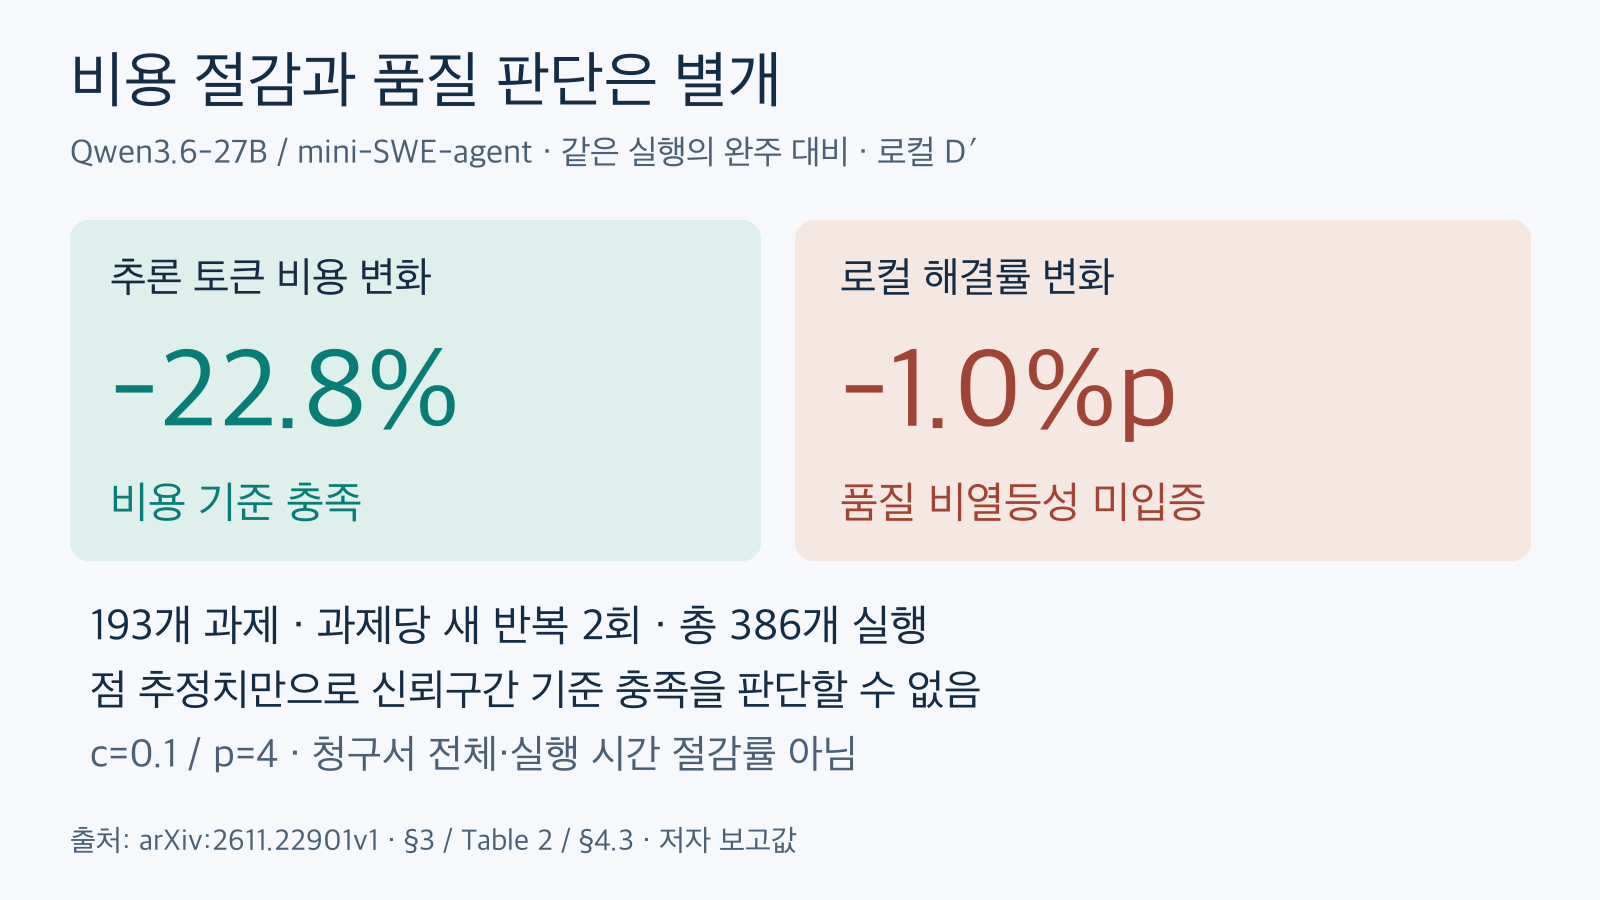 비용 절감과 품질 판단은 별개
Qwen3.6-27B / mini-SWE-agent · 같은 실행의 완주 대비 · 로컬 D′
추론 토큰 비용 변화
-22.8%
비용 기준 충족
로컬 해결률 변화
-1.0%p
품질 비열등성 미입증
193개 과제 · 과제당 새 반복 2회 · 총 386개 실행
점 추정치만으로 신뢰구간 기준 충족을 판단할 수 없음
c=0.1 / p=4 · 청구서 전체·실행 시간 절감률 아님
출처: arXiv:2611.22901v1 · §3 / Table 2 / §4.3 · 저자 보고값